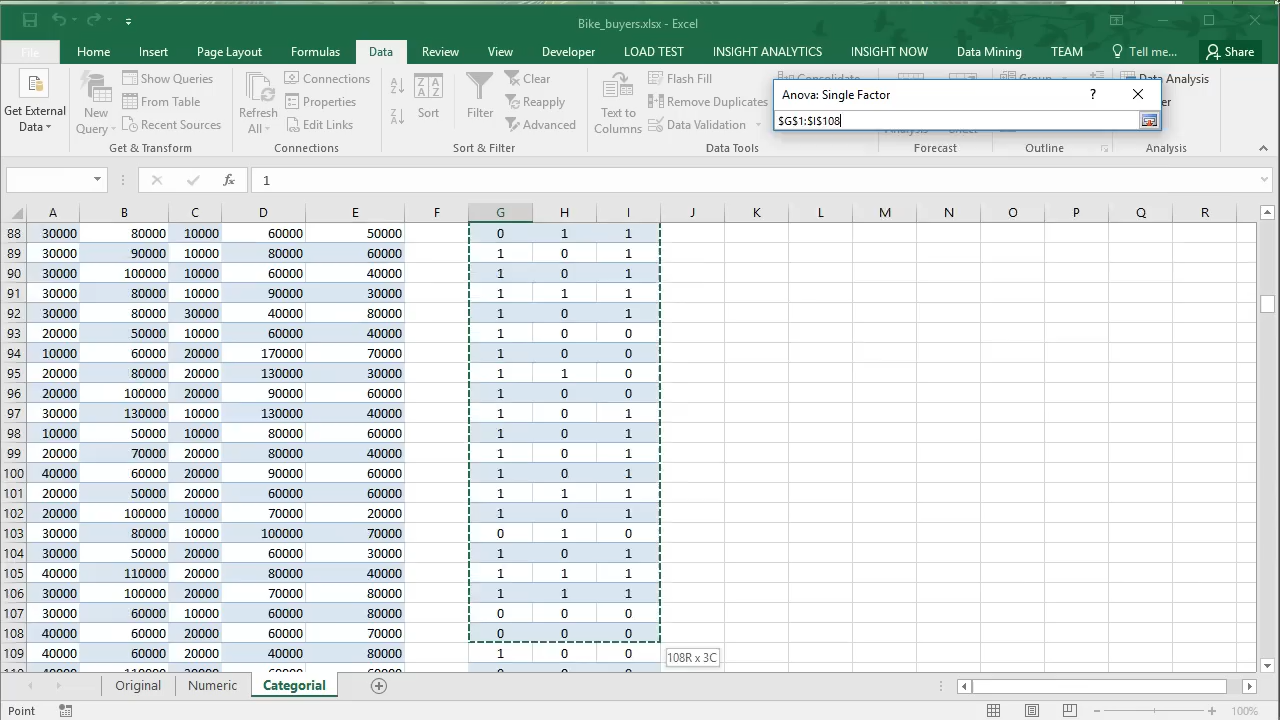 Bike_buyers.xlsx - Excel
File Home Insert Page Layout Formulas Data Review View Developer LOAD TEST INSIGHT ANALYTICS INSIGHT NOW Data Mining TEAM Tell me... Share
Get External Data
New Query
Show Queries
From Table
Recent Sources
Get & Transform
Refresh All
Connections
Properties
Edit Links
Connections
Sort
Filter
Clear
Reapply
Advanced
Sort & Filter
Text to Columns
Flash Fill
Remove Duplicates
Data Validation
Data Tools
Consolidate
Forecast
Group
Outline
Data Analysis
Analysis
Anova: Single Factor ?
$G$1:$I$108
fx 1
A B C D E F G H I J K L M N O P Q R
88 30000 80000 10000 60000 50000 0 1 1
89 30000 90000 10000 80000 60000 1 0 1
90 30000 100000 10000 60000 40000 1 0 1
91 30000 80000 10000 90000 30000 1 1 1
92 30000 80000 30000 40000 80000 1 0 1
93 20000 50000 10000 60000 40000 1 0 0
94 10000 60000 20000 170000 70000 1 0 0
95 20000 80000 20000 130000 30000 1 1 0
96 20000 100000 20000 90000 60000 1 0 0
97 30000 130000 10000 130000 40000 1 0 1
98 10000 50000 10000 80000 60000 1 0 1
99 20000 70000 20000 80000 40000 1 0 1
100 40000 60000 20000 90000 60000 1 0 1
101 20000 50000 20000 60000 60000 1 1 1
102 20000 100000 10000 70000 20000 1 0 1
103 30000 80000 10000 100000 70000 0 1 0
104 30000 50000 20000 60000 30000 1 0 1
105 40000 110000 20000 80000 40000 1 1 1
106 30000 100000 20000 70000 80000 1 1 1
107 30000 60000 10000 60000 80000 0 0 0
108 40000 60000 20000 60000 70000 0 0 0
109 40000 60000 20000 40000 80000 1 0 0
108R x 3C
Original Numeric Categorial
Point
100%